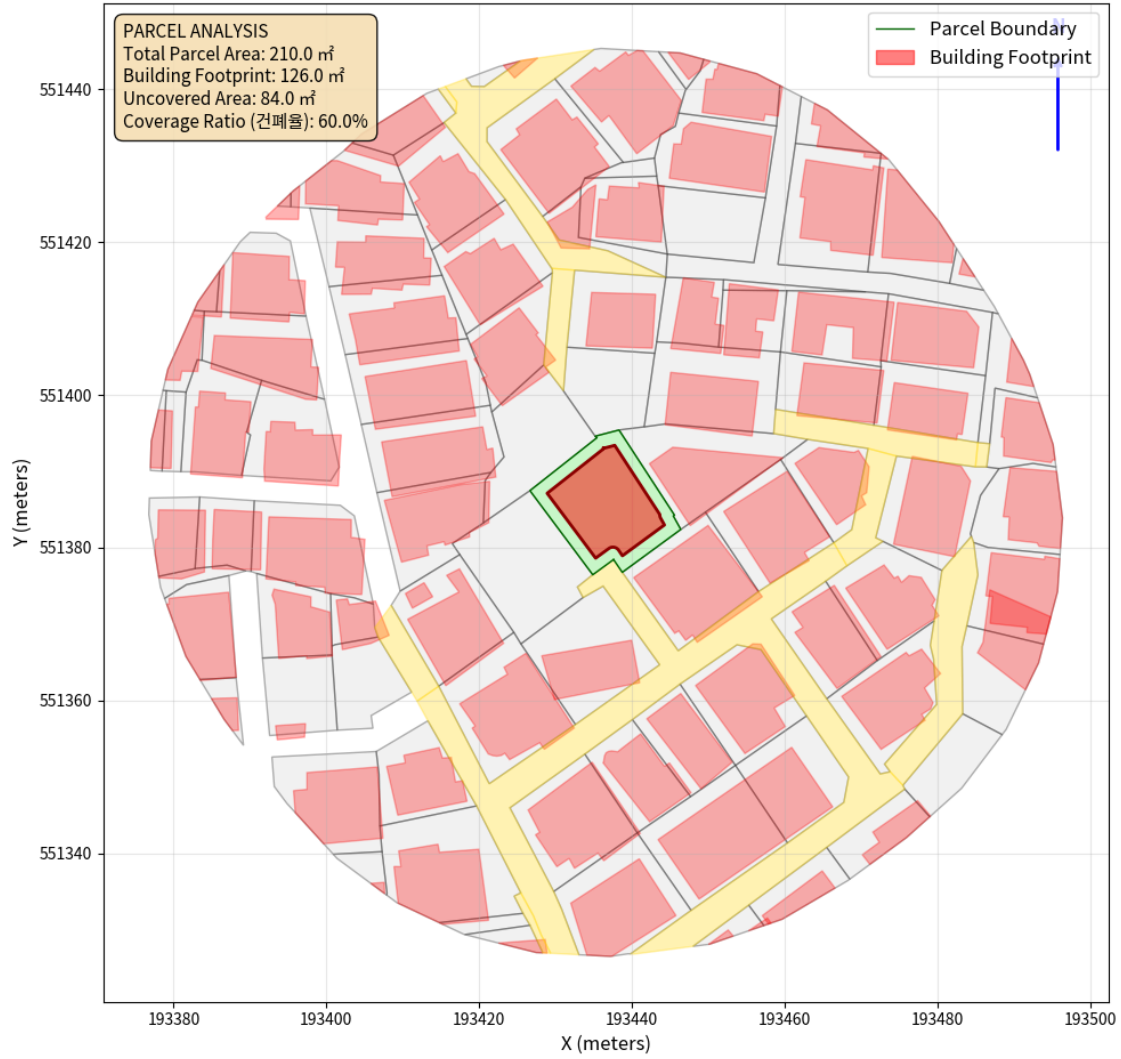 PARCEL ANALYSIS
Total Parcel Area: 210.0 ㎡
Building Footprint: 126.0 ㎡
Uncovered Area: 84.0 ㎡
Coverage Ratio (건폐율): 60.0%
Parcel Boundary
Building Footprint
N
551440
551420
551400
551380
551360
551340
Y (meters)
193380
193400
193420
193440
193460
193480
193500
X (meters)